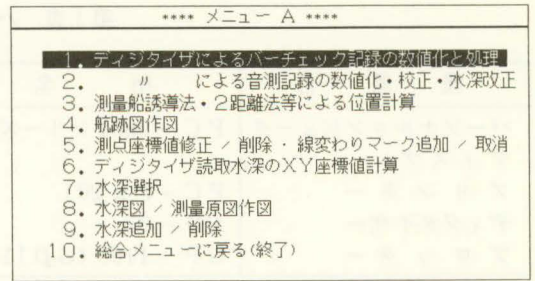 **** メニュー A ****
1. ディジタイザによるバーチェック記録の数値化と処理
2. 〃 による音測記録の数値化・校正・水深改正
3. 測量船誘導法・2距離法等による位置計算
4. 航跡図作図
5. 測点座標値修正／削除・線変わりマーク追加／取消
6. ディジタイザ読取水深のXY座標値計算
7. 水深選択
8. 水深図／測量原図作図
9. 水深追加／削除
10. 総合メニューに戻る(終了)